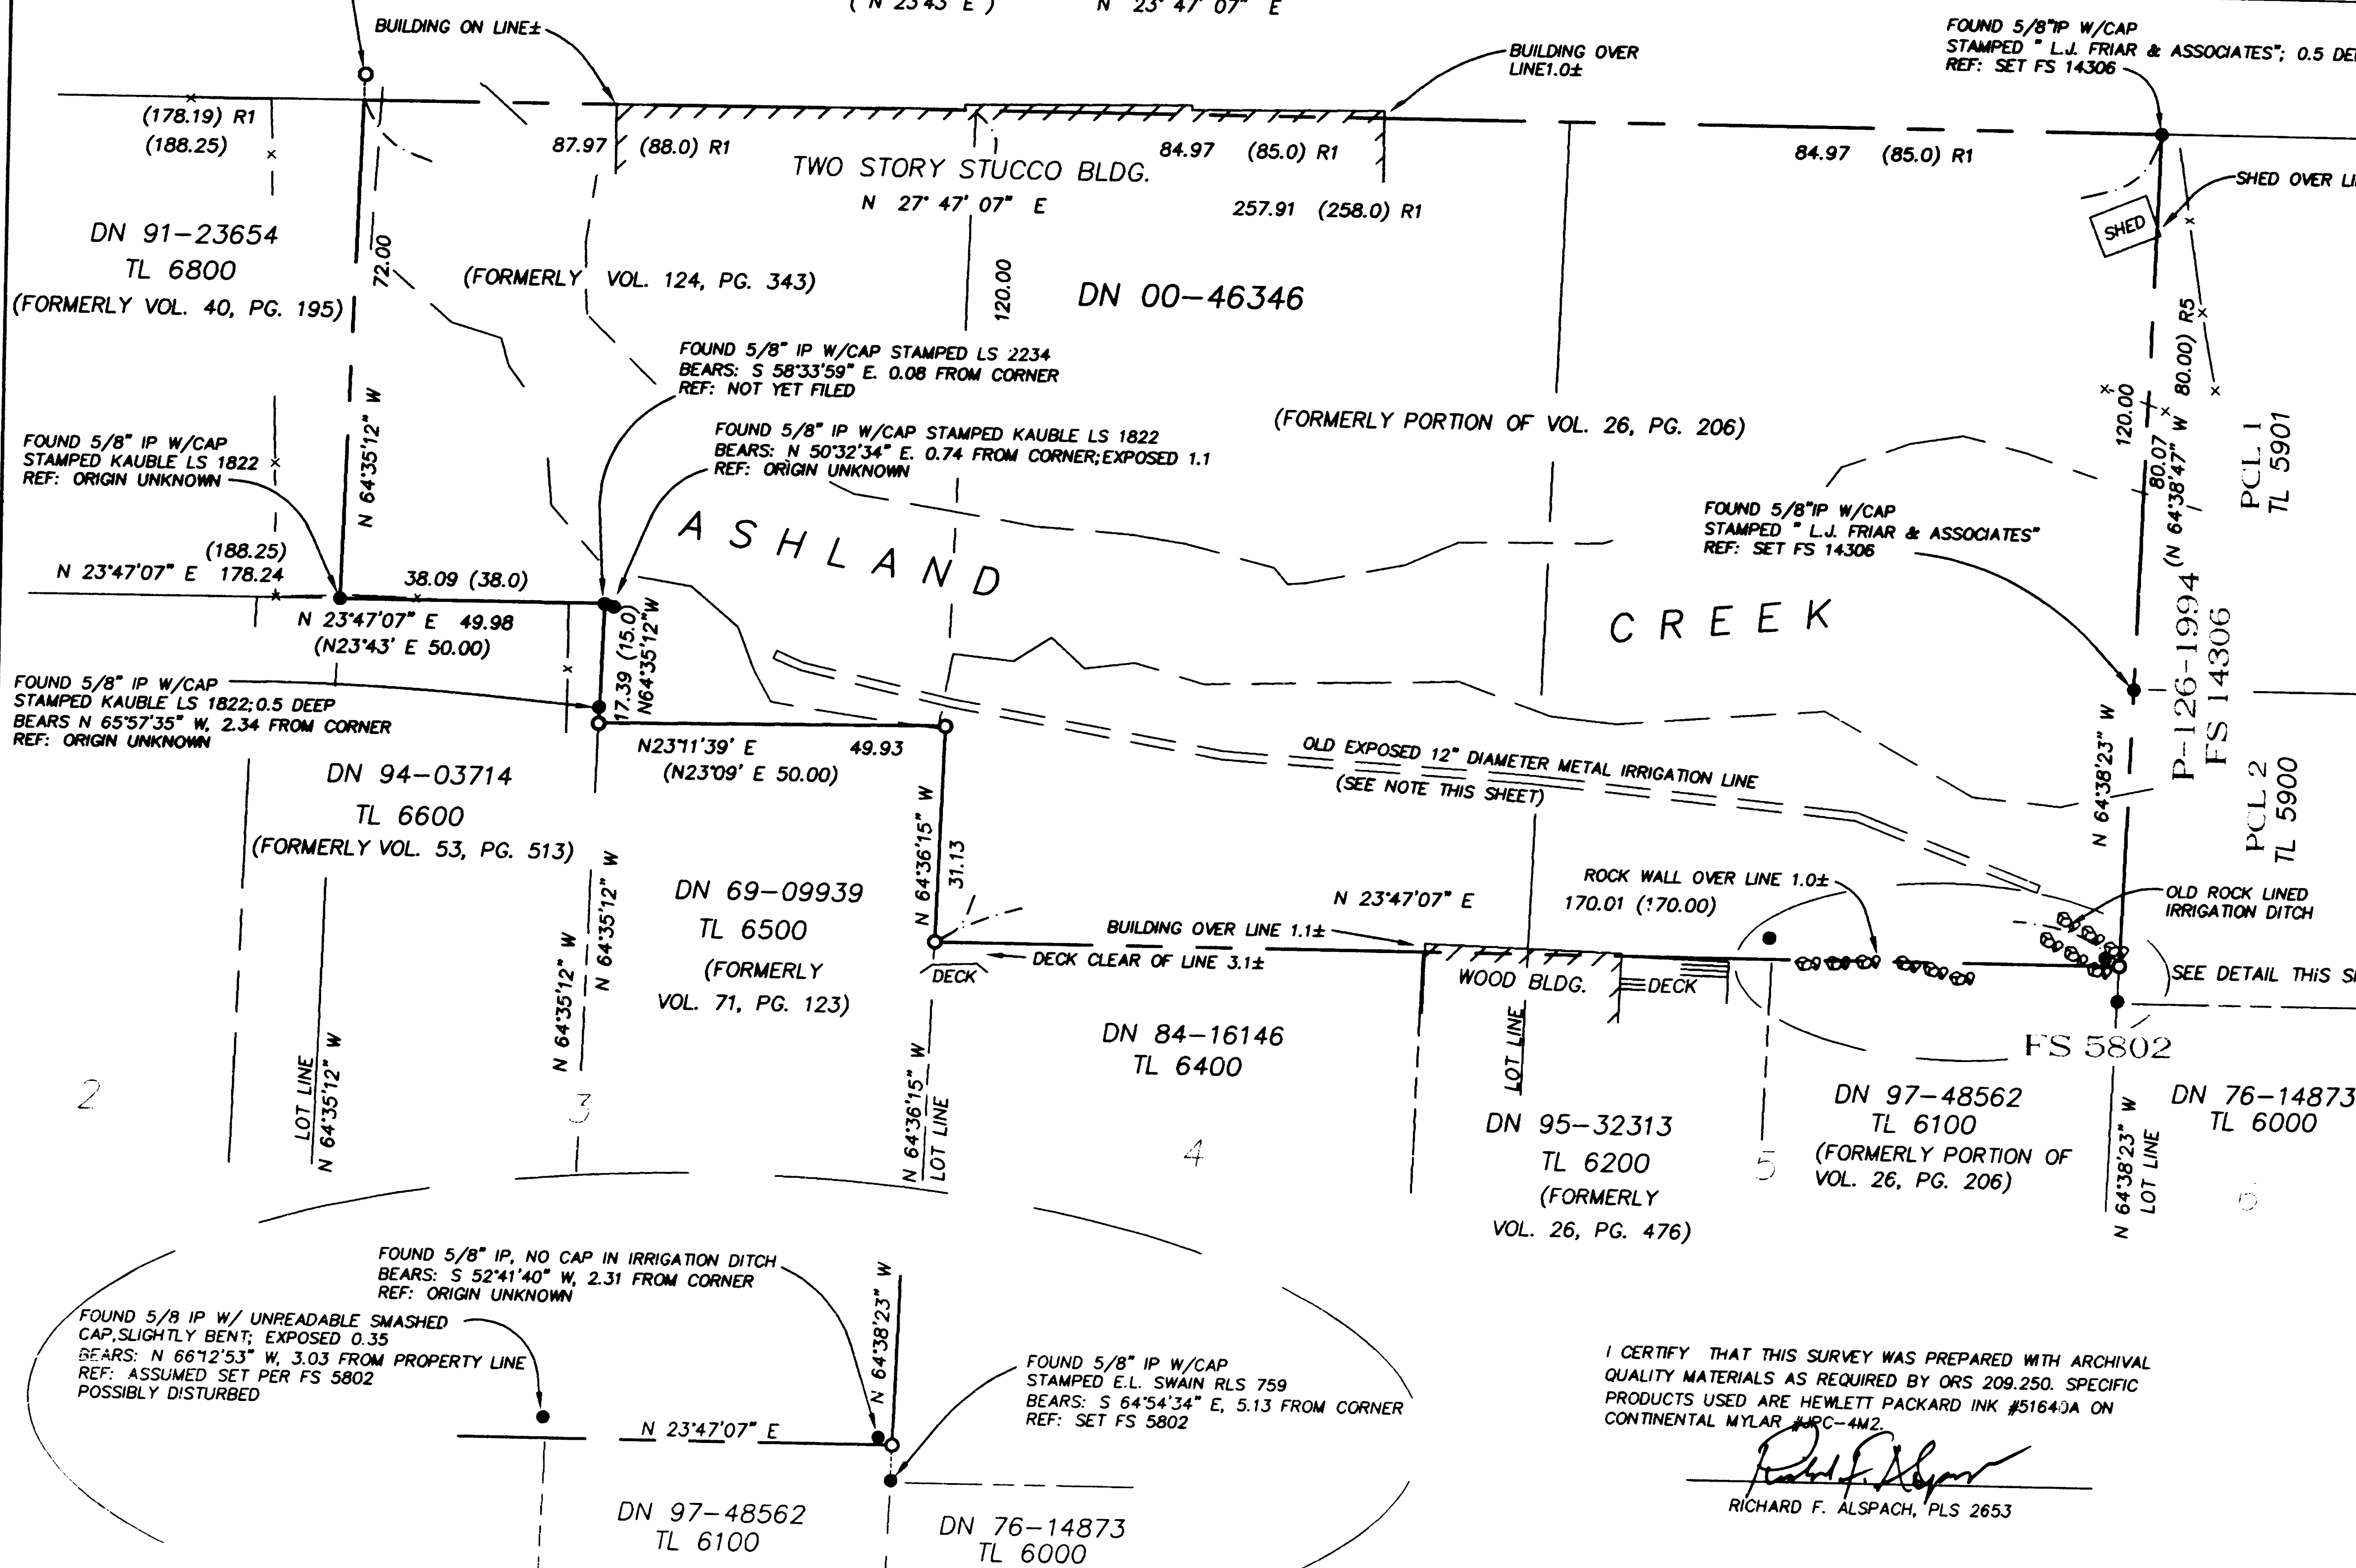 ( N 23°43' E )
N 23° 47' 07" E
BUILDING ON LINE±
BUILDING OVER
LINE1.0±
FOUND 5/8"IP W/CAP
STAMPED " L.J. FRIAR & ASSOCIATES"; 0.5
REF: SET FS 14306
(178.19) R1
(188.25)
87.97 (88.0) R1
TWO STORY STUCCO BLDG.
84.97 (85.0) R1
84.97 (85.0) R1
N 27° 47' 07" E
257.91 (258.0) R1
SHED OVER
SHED
DN 91-23654
TL 6800
(FORMERLY VOL. 40, PG. 195)
72.00
N 64°35'12" W
(FORMERLY VOL. 124, PG. 343)
120.00
DN 00-46346
FOUND 5/8" IP W/CAP STAMPED LS 2234
BEARS: S 58°33'59" E. 0.08 FROM CORNER
REF: NOT YET FILED
FOUND 5/8" IP W/CAP STAMPED KAUBLE LS 1822
BEARS: N 50°32'34" E. 0.74 FROM CORNER;EXPOSED 1.1
REF: ORIGIN UNKNOWN
(FORMERLY PORTION OF VOL. 26, PG. 206)
120.00
80.07
(N 64°38'47" W 80.00) R5
PCL 1
TL 5901
FOUND 5/8" IP W/CAP
STAMPED KAUBLE LS 1822
REF: ORIGIN UNKNOWN
FOUND 5/8"IP W/CAP
STAMPED " L.J. FRIAR & ASSOCIATES"
REF: SET FS 14306
ASHLAND
CREEK
(188.25)
N 23°47'07" E 178.24
38.09 (38.0)
N 23°47'07" E 49.98
(N23°43' E 50.00)
17.39 (15.0)
N64°35'12"W
P-126-1994
FS 14306
FOUND 5/8" IP W/CAP
STAMPED KAUBLE LS 1822;0.5 DEEP
BEARS N 65°57'35" W, 2.34 FROM CORNER
REF: ORIGIN UNKNOWN
N23°11'39' E 49.93
(N23°09' E 50.00)
OLD EXPOSED 12" DIAMETER METAL IRRIGATION LINE
(SEE NOTE THIS SHEET)
N 64°38'23" W
PCL 2
TL 5900
DN 94-03714
TL 6600
(FORMERLY VOL. 53, PG. 513)
N 64°36'15" W
31.13
DN 69-09939
TL 6500
(FORMERLY
VOL. 71, PG. 123)
N 64°35'12" W
N 64°35'12" W
N 23°47'07" E
170.01 (170.00)
ROCK WALL OVER LINE 1.0±
OLD ROCK LINED
IRRIGATION DITCH
BUILDING OVER LINE 1.1±
DECK CLEAR OF LINE 3.1±
DECK
WOOD BLDG.
DECK
SEE DETAIL THIS
FS 5802
LOT LINE
N 64°35'12" W
N 64°36'15" W
LOT LINE
DN 84-16146
TL 6400
LOT LINE
DN 95-32313
TL 6200
(FORMERLY
VOL. 26, PG. 476)
DN 97-48562
TL 6100
(FORMERLY PORTION OF
VOL. 26, PG. 206)
N 64°38'23" W
LOT LINE
DN 76-14873
TL 6000
2
3
4
5
6
FOUND 5/8" IP, NO CAP IN IRRIGATION DITCH
BEARS: S 52°41'40" W, 2.31 FROM CORNER
REF: ORIGIN UNKNOWN
FOUND 5/8 IP W/ UNREADABLE SMASHED
CAP,SLIGHTLY BENT; EXPOSED 0.35
BEARS: N 66°12'53" W, 3.03 FROM PROPERTY LINE
REF: ASSUMED SET PER FS 5802
POSSIBLY DISTURBED
N 64°38'23" W
FOUND 5/8" IP W/CAP
STAMPED E.L. SWAIN RLS 759
BEARS: S 64°54'34" E, 5.13 FROM CORNER
REF: SET FS 5802
N 23°47'07" E
DN 97-48562
TL 6100
DN 76-14873
TL 6000
I CERTIFY THAT THIS SURVEY WAS PREPARED WITH ARCHIVAL
QUALITY MATERIALS AS REQUIRED BY ORS 209.250. SPECIFIC
PRODUCTS USED ARE HEWLETT PACKARD INK #51640A ON
CONTINENTAL MYLAR #JPC-4M2.
RICHARD F. ALSPACH, PLS 2653